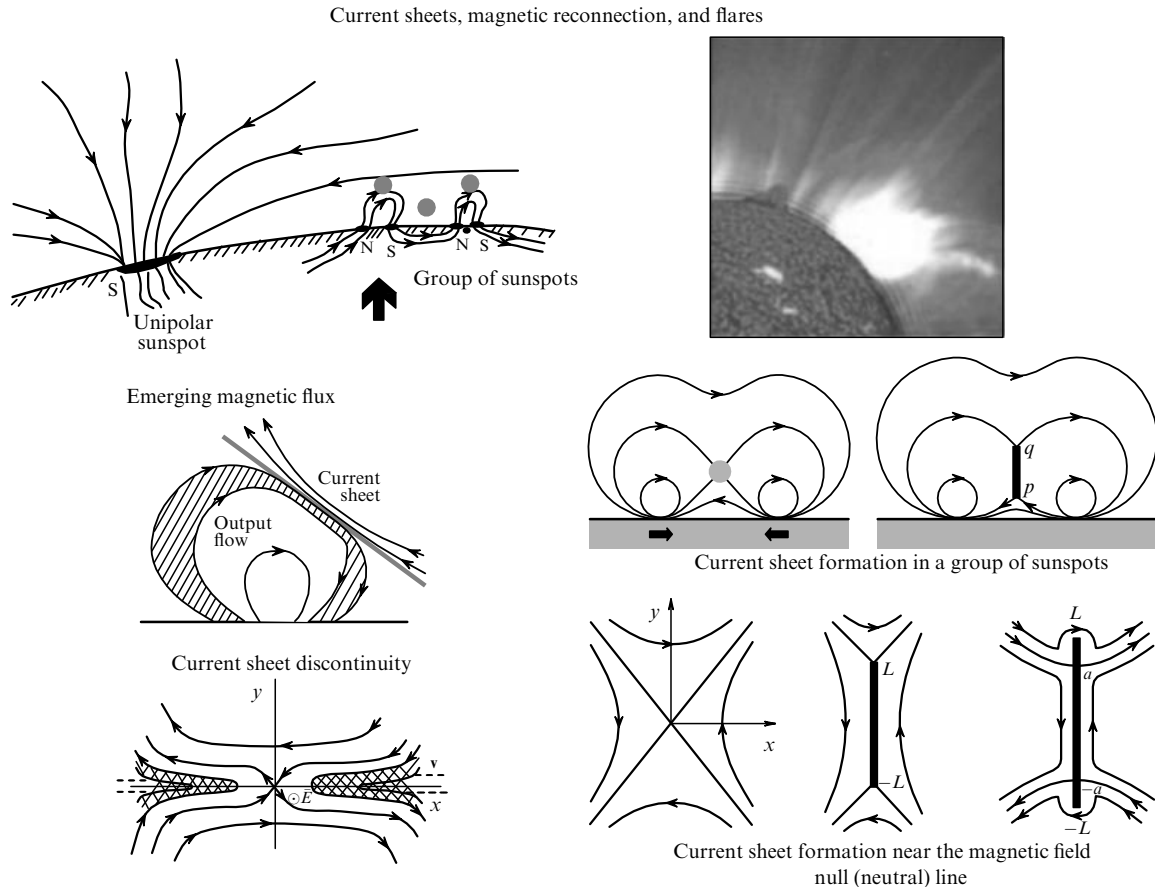 Current sheets, magnetic reconnection, and flares
N
S
N
S
S
Group of sunspots
Unipolar
sunspot
Emerging magnetic flux
Current
sheet
Output
flow
q
p
Current sheet formation in a group of sunspots
Current sheet discontinuity
y
v
x
⊙E
y
x
L
−L
L
a
−a
−L
Current sheet formation near the magnetic field
null (neutral) line